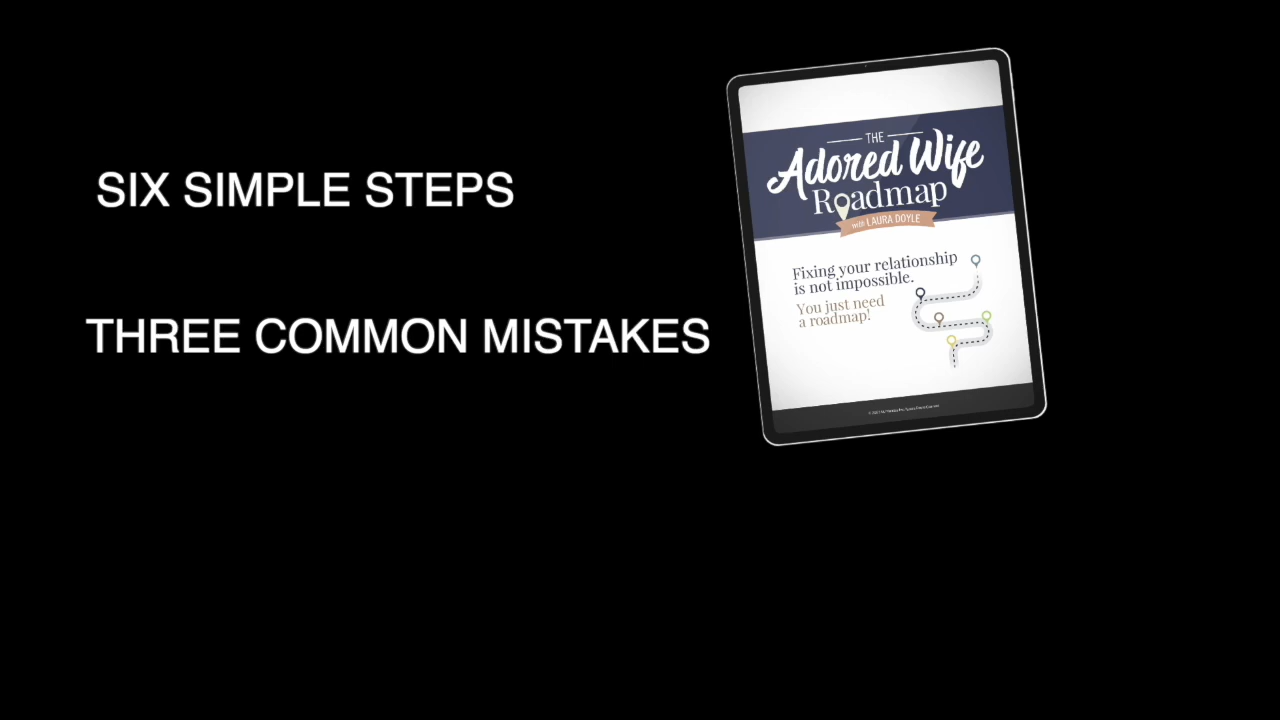 SIX SIMPLE STEPS
THREE COMMON MISTAKES
THE
Adored Wife
Roadmap
with LAURA DOYLE
Fixing your relationship
is not impossible.
You just need
a roadmap!